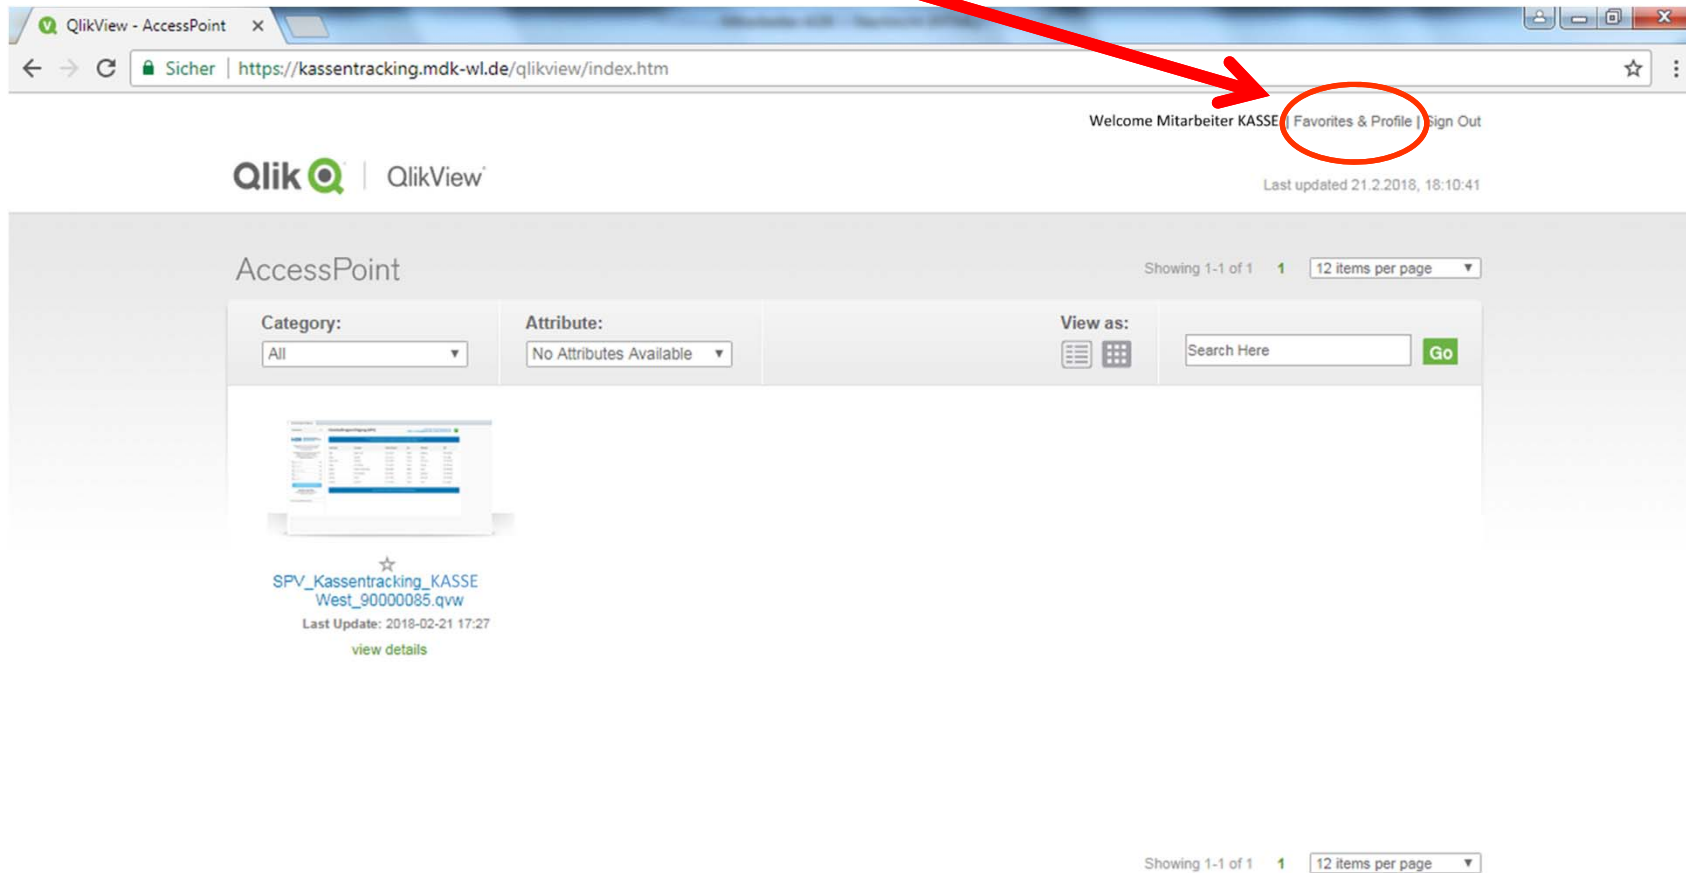 QlikView - AccessPoint
Sicher | https://kassentracking.mdk-wl.de/qlikview/index.htm
Welcome Mitarbeiter KASSE | Favorites & Profile | Sign Out
Qlik | QlikView
Last updated 21.2.2018, 18:10:41
AccessPoint
Showing 1-1 of 1 1 12 items per page
Category: Attribute: View as:
All No Attributes Available Search Here Go
SPV_Kassentracking_KASSE
West_90000085.qvw
Last Update: 2018-02-21 17:27
view details
Showing 1-1 of 1 1 12 items per page